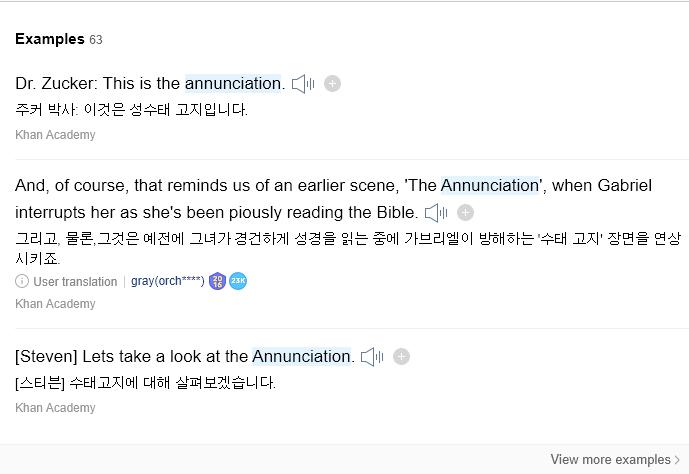 Examples 63
Dr. Zucker: This is the annunciation.
주커 박사: 이것은 성수태 고지입니다.
Khan Academy
And, of course, that reminds us of an earlier scene, 'The Annunciation', when Gabriel
interrupts her as she's been piously reading the Bible.
그리고, 물론,그것은 예전에 그녀가 경건하게 성경을 읽는 중에 가브리엘이 방해하는 '수태 고지' 장면을 연상
시키죠.
User translation | gray(orch****) 2016 23K
Khan Academy
[Steven] Lets take a look at the Annunciation.
[스티븐] 수태고지에 대해 살펴보겠습니다.
Khan Academy
View more examples >